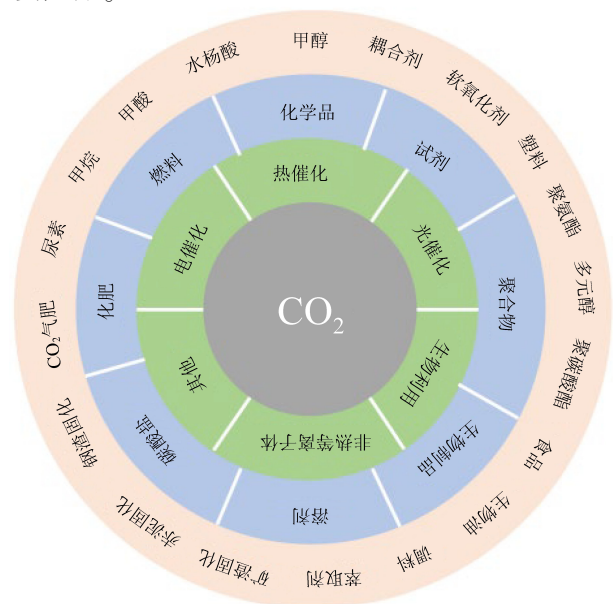 CO₂
热催化
光催化
生物利用
非热等离子体
其他
电催化
化学品
试剂
聚合物
生物制品
溶剂
碳酸盐
化肥
燃料
甲醇
耦合剂
软氧化剂
塑料
聚氨酯
多元醇
聚碳酸酯
食品
生物油
调料
萃取剂
矿渣固化
赤泥固化
钢渣固化
CO₂气肥
尿素
甲烷
甲酸
水杨酸